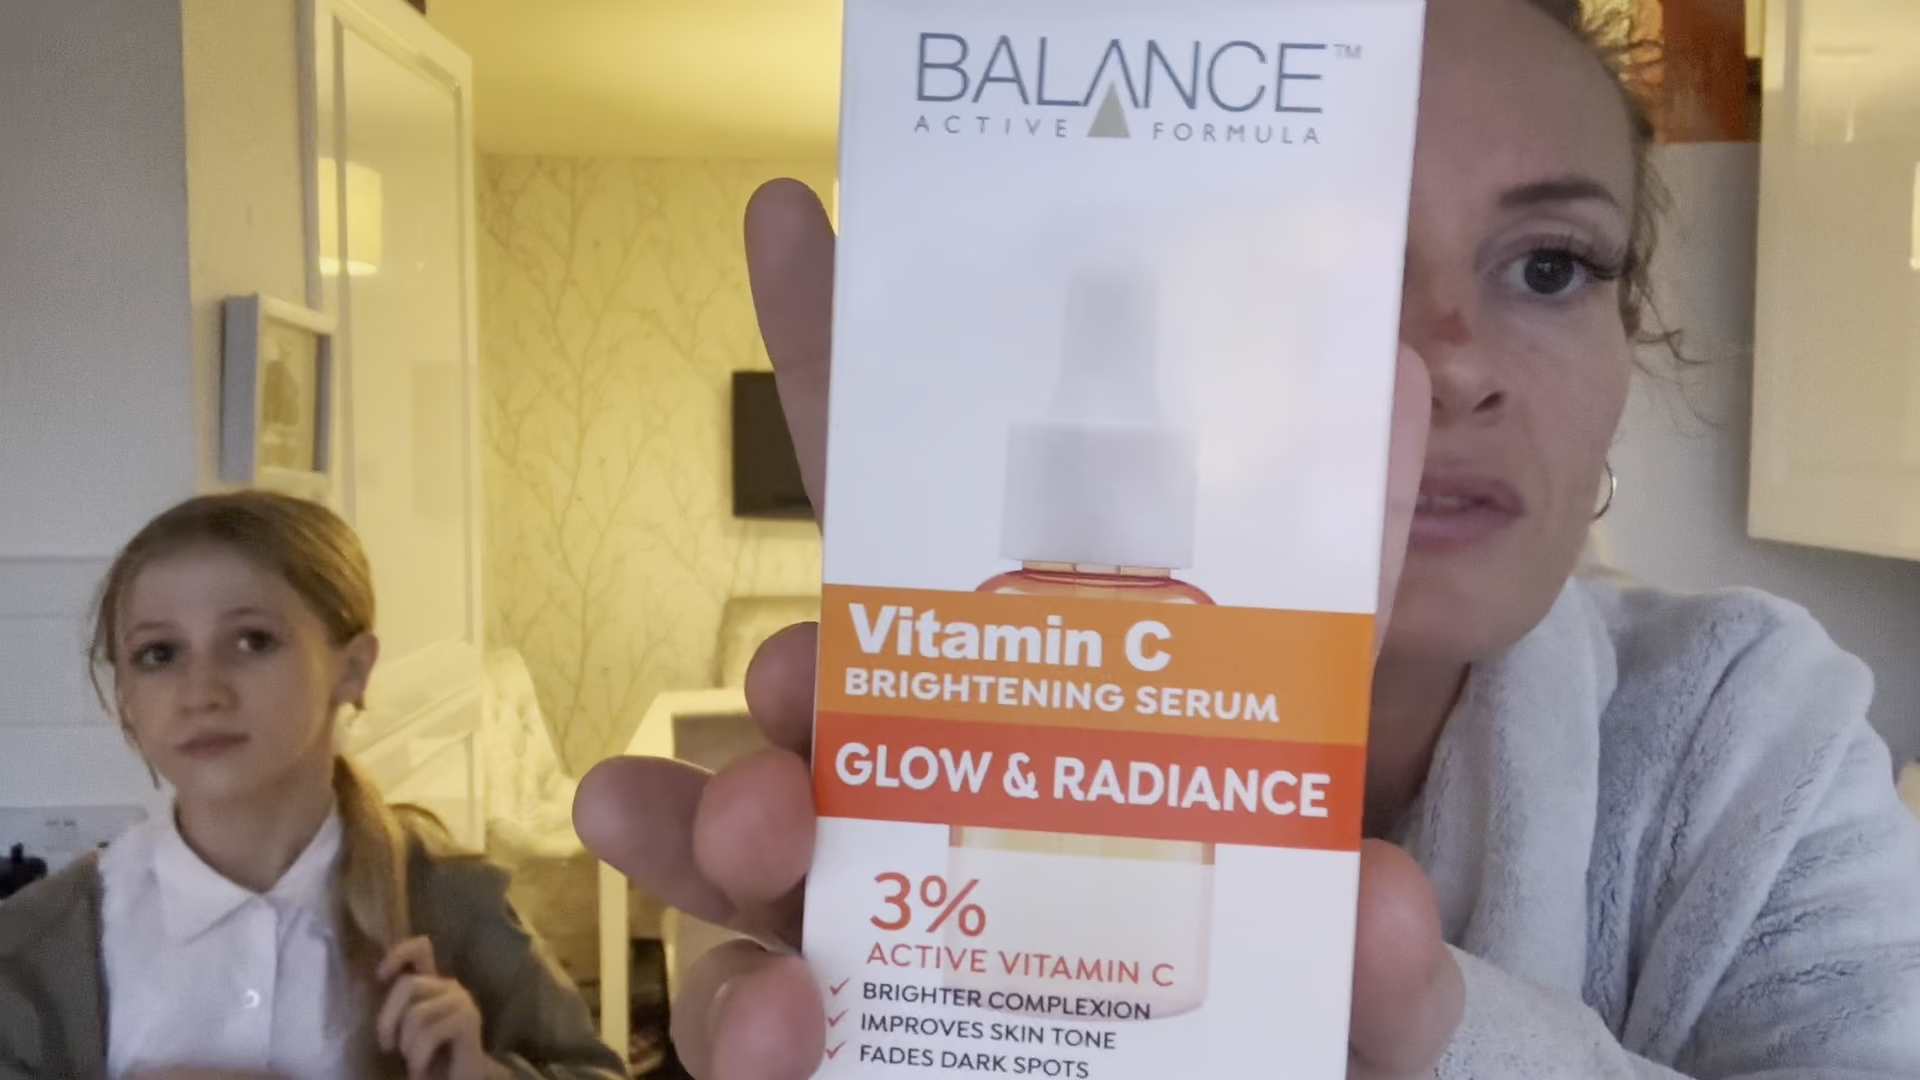 BALANCE™
ACTIVE FORMULA
Vitamin C
BRIGHTENING SERUM
GLOW & RADIANCE
3%
ACTIVE VITAMIN C
✓ BRIGHTER COMPLEXION
✓ IMPROVES SKIN TONE
✓ FADES DARK SPOTS